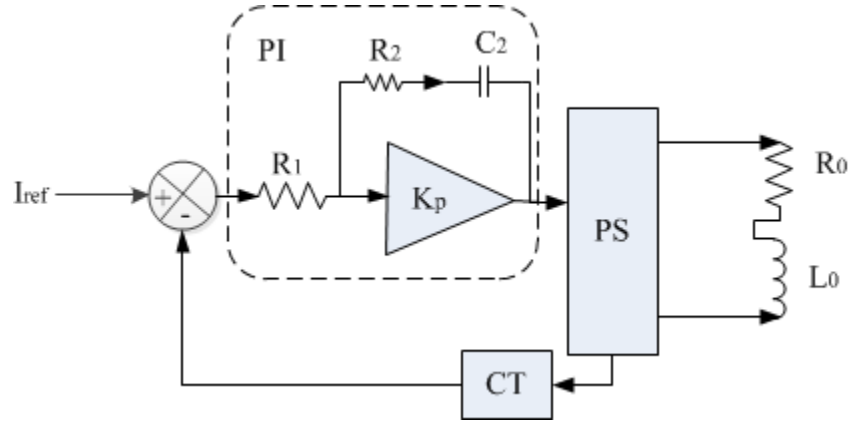 PI
R2
C2
R1
Iref
+
-
Kp
PS
R0
L0
CT